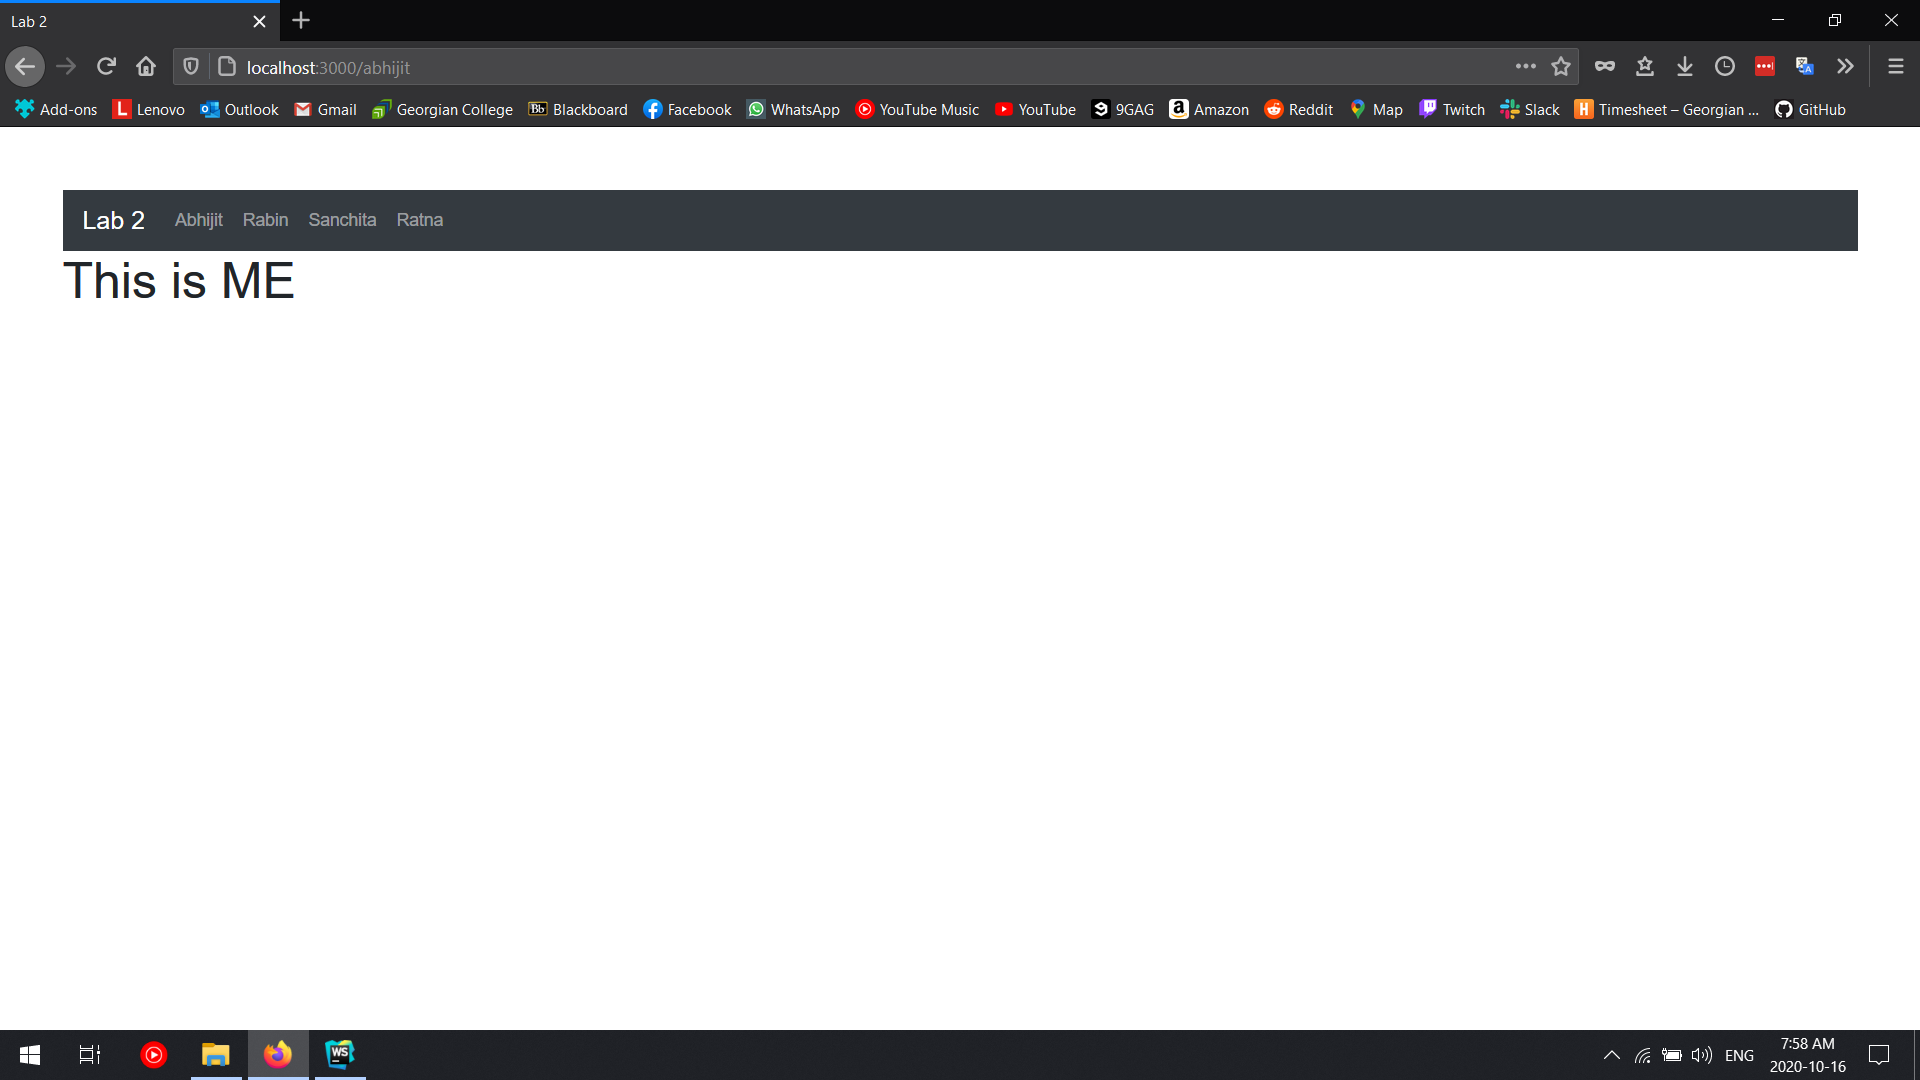 Lab 2
localhost:3000/abhijit
Add-ons Lenovo Outlook Gmail Georgian College Blackboard Facebook WhatsApp YouTube Music YouTube 9GAG Amazon Reddit Map Twitch Slack Timesheet – Georgian ... GitHub
Lab 2 Abhijit Rabin Sanchita Ratna
This is ME
ENG
7:58 AM
2020-10-16